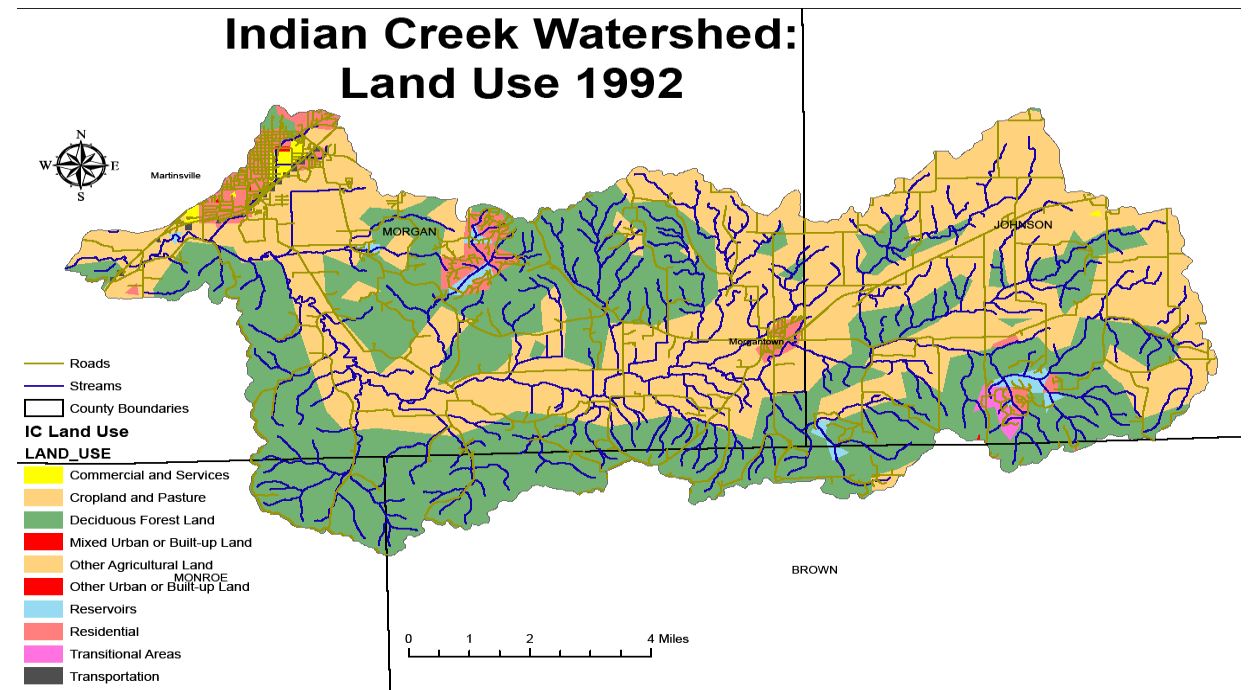 Indian Creek Watershed:
Land Use 1992
N
W
E
S
Martinsville
MORGAN
JOHNSON
Morgantown
Roads
Streams
County Boundaries
IC Land Use
LAND_USE
Commercial and Services
Cropland and Pasture
Deciduous Forest Land
Mixed Urban or Built-up Land
Other Agricultural Land
MONROE
Other Urban or Built-up Land
Reservoirs
Residential
Transitional Areas
Transportation
BROWN
0 1 2 4 Miles